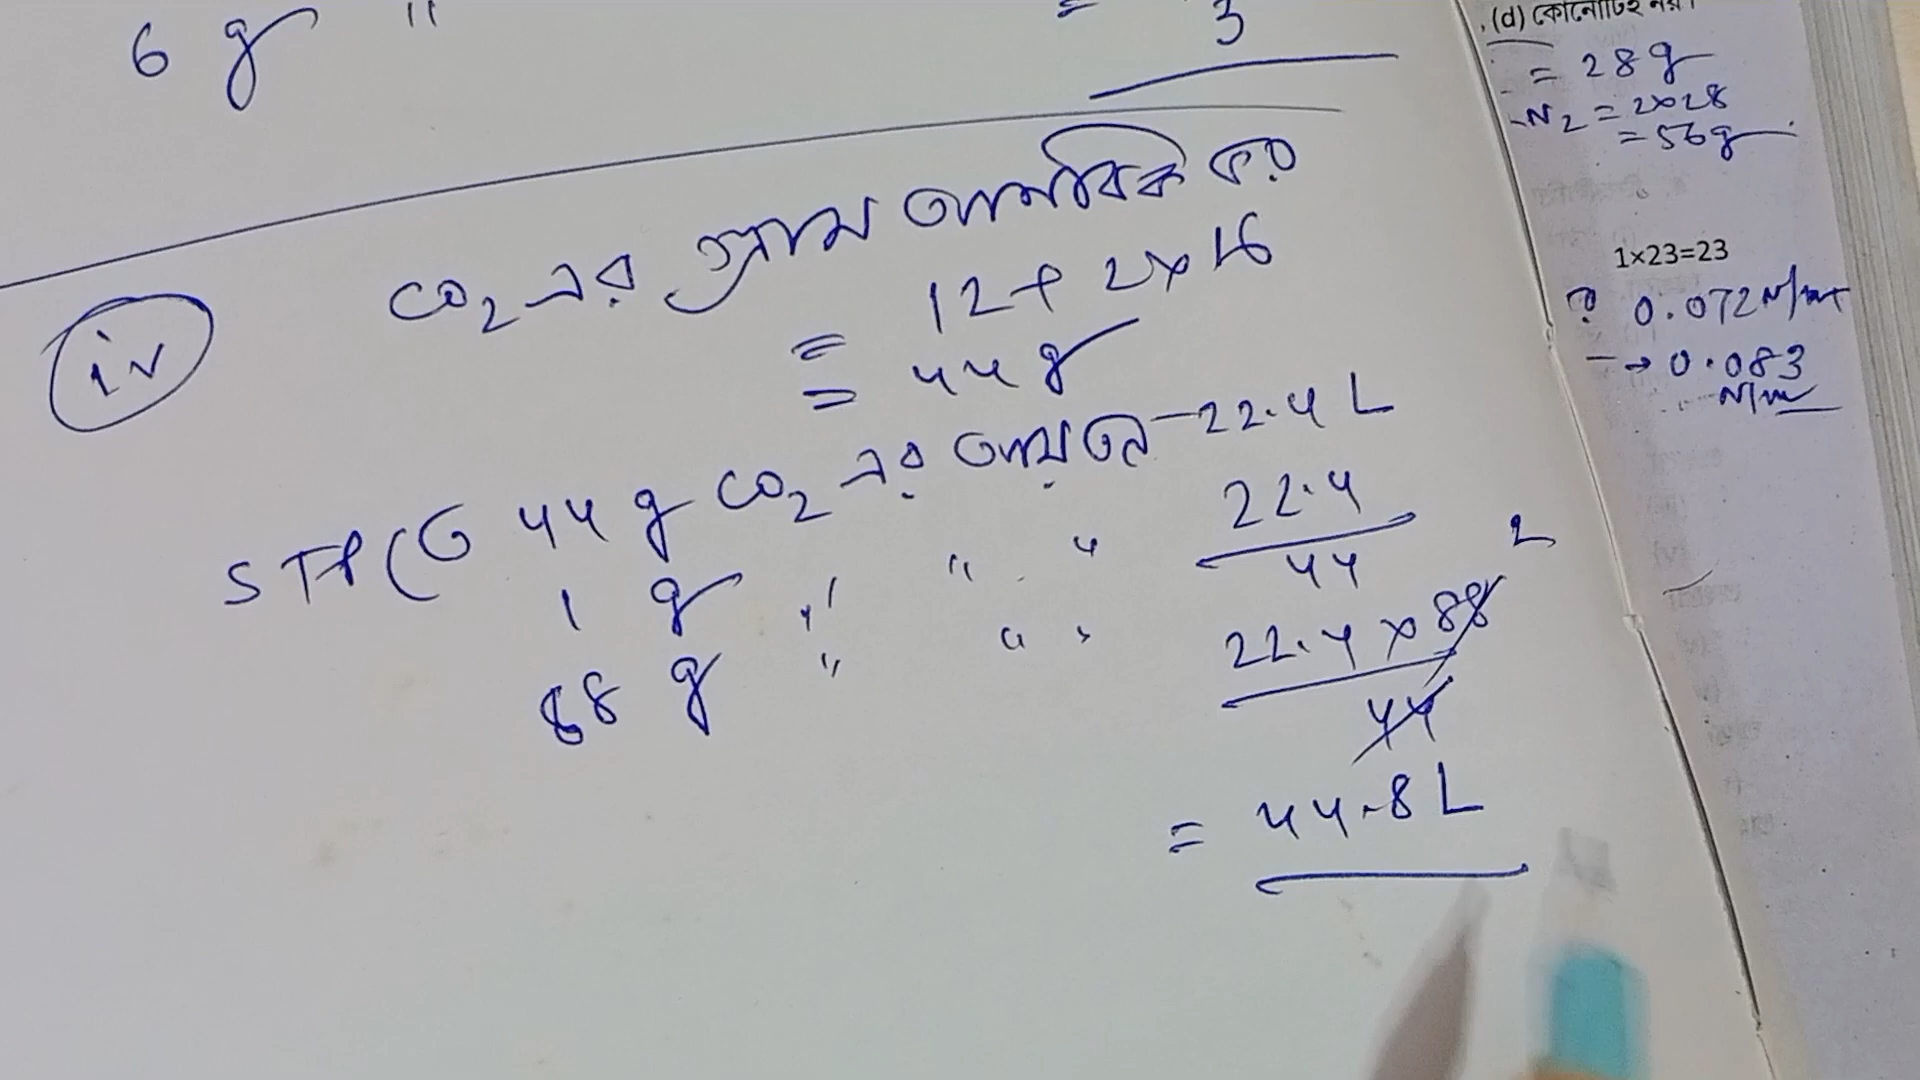 6 g "
= 3
(iv) CO2 এর গ্রাম আণবিক ভর
= 12 + 2×16
= 44 g
STP তে 44 g CO2 এর আয়তন - 22.4 L
1 g " " " 22.4/44
88 g " " " 22.4 × 88/44 2
= 44.8 L
(d) কোনোটিই নয়।
= 28 g
N2 = 2×28
= 56 g
1×23=23
? 0.072 N/m
→ 0.083
N/m